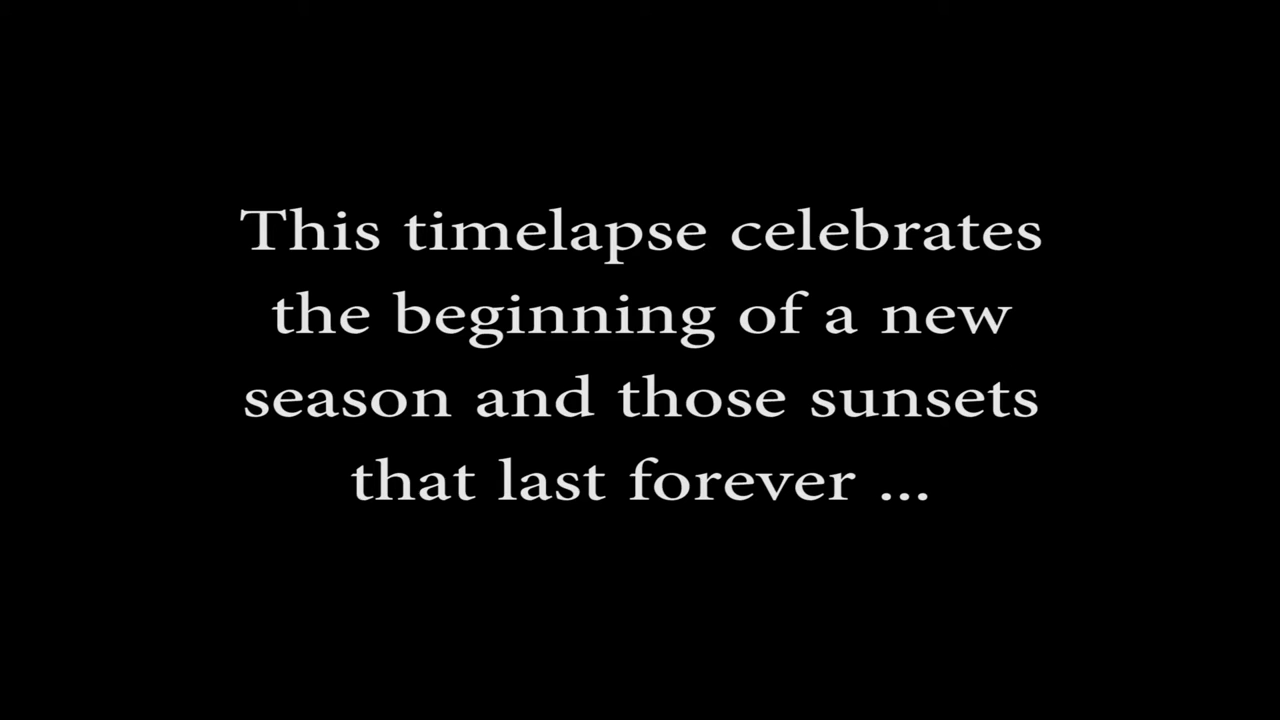 This timelapse celebrates
the beginning of a new
season and those sunsets
that last forever ...